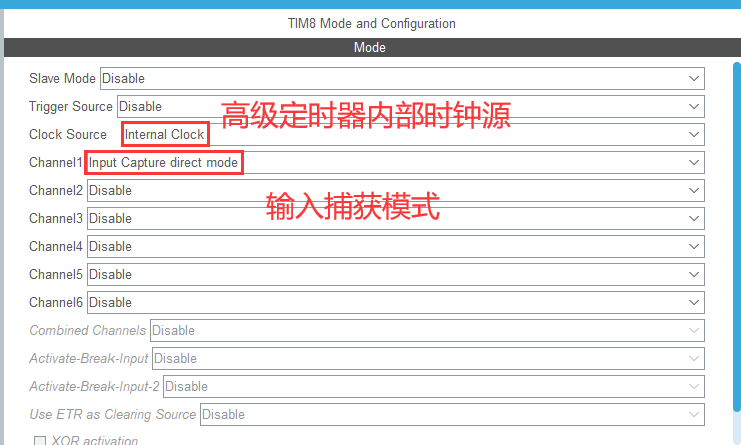 TIM8 Mode and Configuration
Mode
Slave Mode Disable
Trigger Source Disable
高级定时器内部时钟源
Clock Source Internal Clock
Channel1 Input Capture direct mode
Channel2 Disable
输入捕获模式
Channel3 Disable
Channel4 Disable
Channel5 Disable
Channel6 Disable
Combined Channels Disable
Activate-Break-Input Disable
Activate-Break-Input-2 Disable
Use ETR as Clearing Source Disable
XOR activation